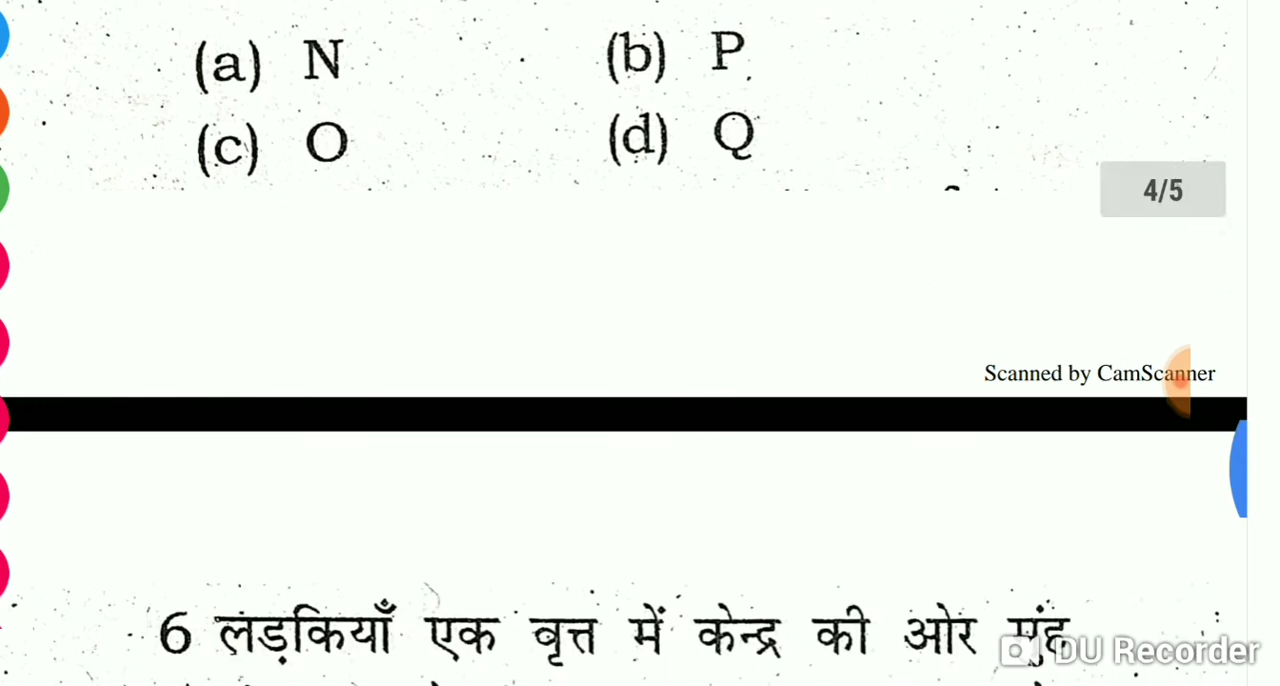 (a) N (b) P
(c) O (d) Q
4/5
Scanned by CamScanner
6 लड़कियाँ एक वृत्त में केन्द्र की ओर मुंह
DU Recorder